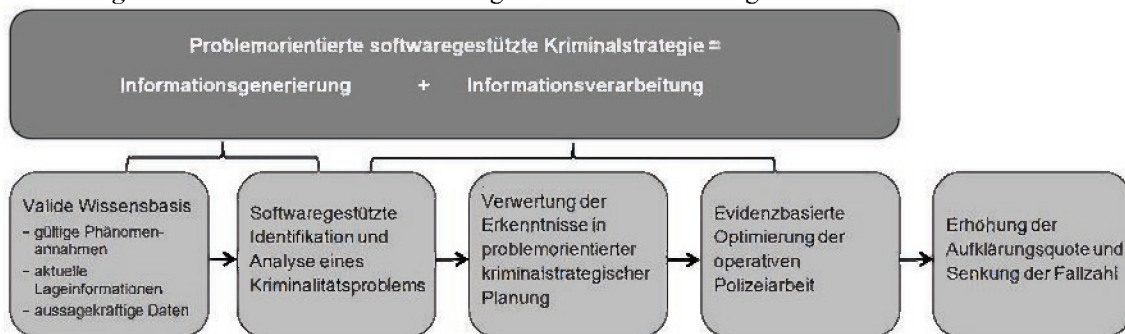 Problemorientierte softwaregestützte Kriminalstrategie =
Informationsgenerierung + Informationsverarbeitung
Valide Wissensbasis
– gültige Phänomen-
annahmen
– aktuelle
Lageinformationen
– aussagekräftige Daten
Softwaregestützte
Identifikation und
Analyse eines
Kriminalitätsproblems
Verwertung der
Erkenntnisse in
problemorientierter
kriminalstrategischer
Planung
Evidenzbasierte
Optimierung der
operativen
Polizeiarbeit
Erhöhung der
Aufklärungsquote und
Senkung der Fallzahl